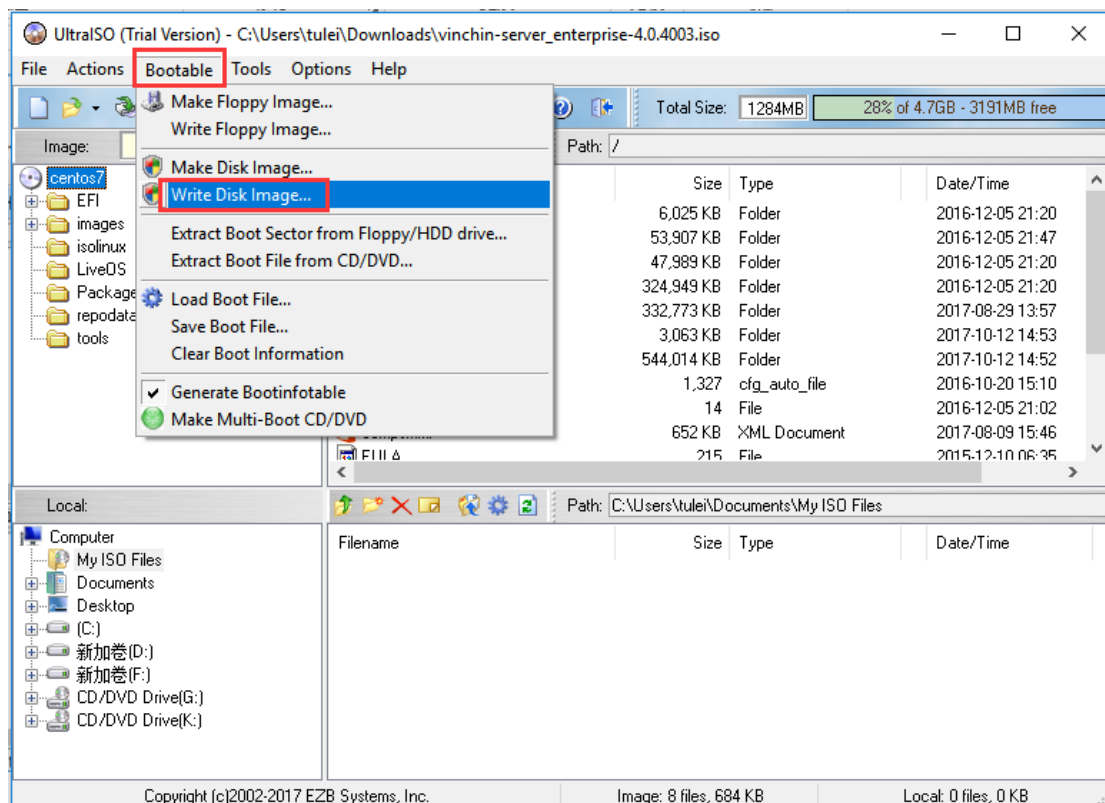 UltraISO (Trial Version) - C:\Users\tulei\Downloads\vinchin-server_enterprise-4.0.4003.iso
File Actions Bootable Tools Options Help
Total Size: 1284MB 28% of 4.7GB - 3191MB free
Make Floppy Image...
Write Floppy Image...
Make Disk Image...
Write Disk Image...
Extract Boot Sector from Floppy/HDD drive...
Extract Boot File from CD/DVD...
Load Boot File...
Save Boot File...
Clear Boot Information
Generate Bootinfotable
Make Multi-Boot CD/DVD
Image:
Path: /
centos7
EFI
images
isolinux
LiveOS
Package
repodata
tools
Size Type Date/Time
6,025 KB Folder 2016-12-05 21:20
53,907 KB Folder 2016-12-05 21:47
47,989 KB Folder 2016-12-05 21:20
324,949 KB Folder 2016-12-05 21:20
332,773 KB Folder 2017-08-29 13:57
3,063 KB Folder 2017-10-12 14:53
544,014 KB Folder 2017-10-12 14:52
1,327 cfg_auto_file 2016-10-20 15:10
14 File 2016-12-05 21:02
652 KB XML Document 2017-08-09 15:46
EULA 215 File 2015-12-10 06:35
Local:
Path: C:\Users\tulei\Documents\My ISO Files
Computer
My ISO Files
Documents
Desktop
(C:)
新加卷(D:)
新加卷(F:)
CD/DVD Drive(G:)
CD/DVD Drive(K:)
Filename Size Type Date/Time
Copyright (c)2002-2017 EZB Systems, Inc. Image: 8 files, 684 KB Local: 0 files, 0 KB